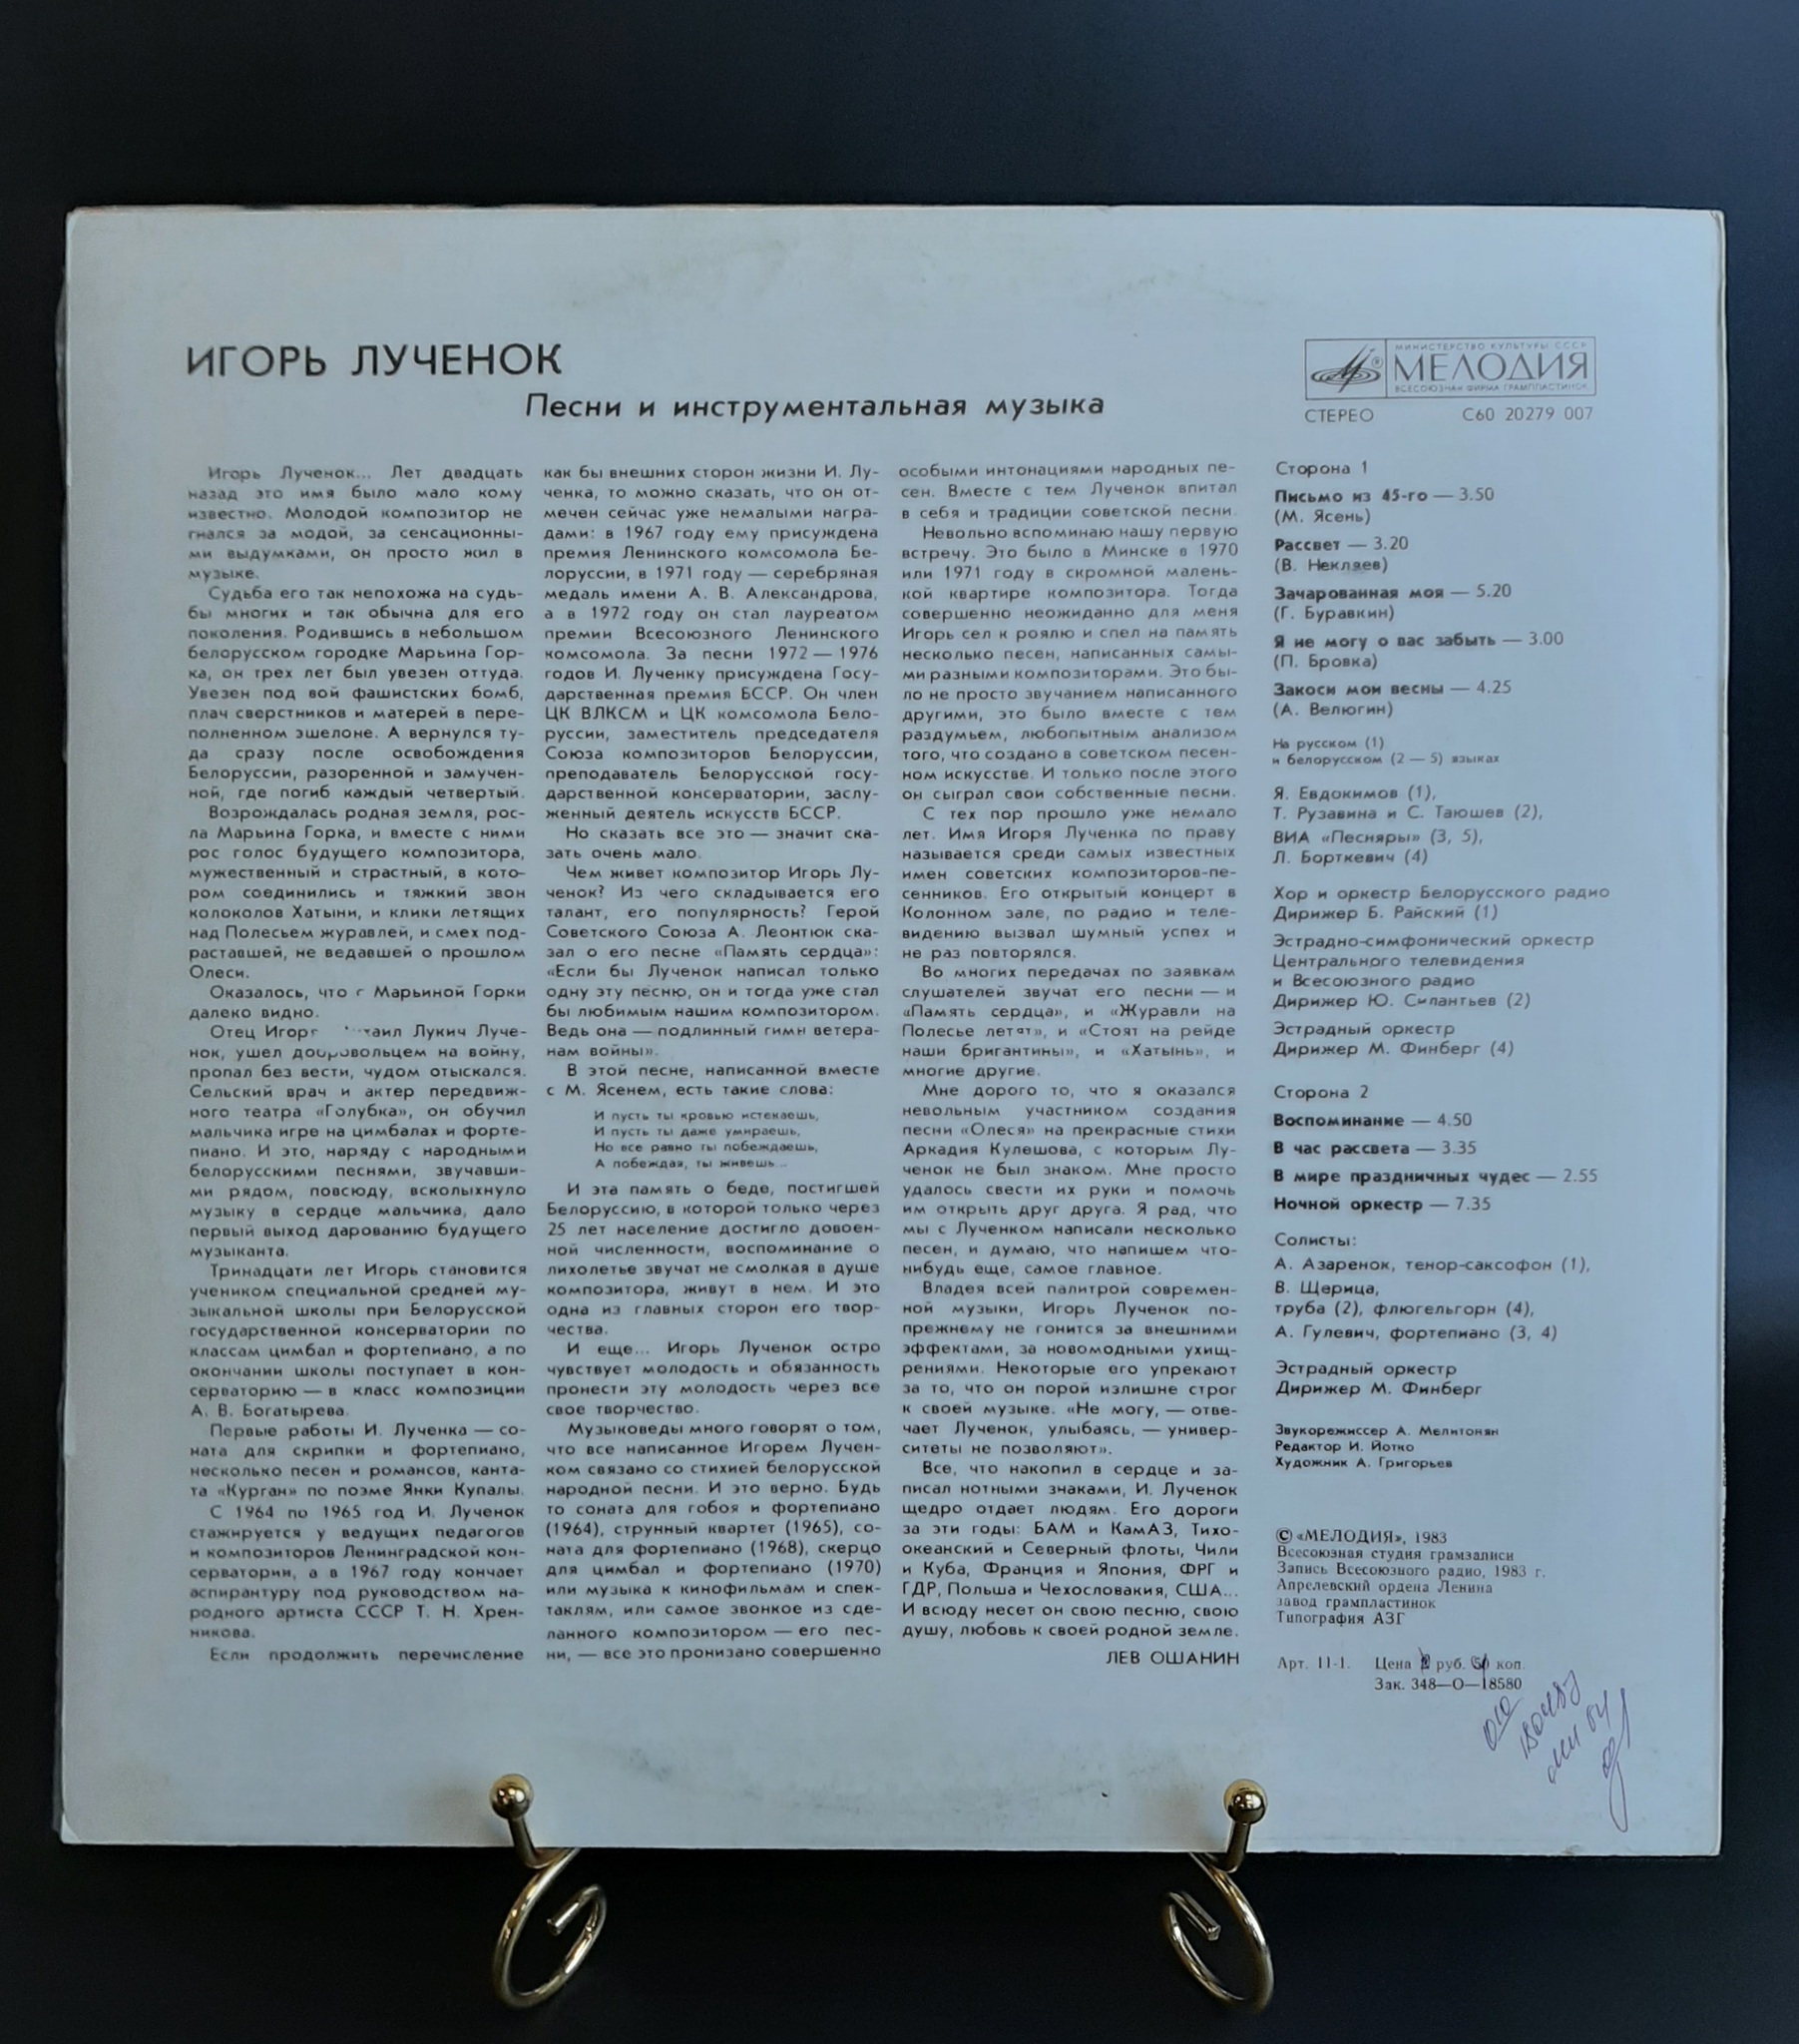 ИГОРЬ ЛУЧЕНОК
Песни и инструментальная музыка
МИНИСТЕРСТВО КУЛЬТУРЫ СССР
МЕЛОДИЯ
ВСЕСОЮЗНАЯ ФИРМА ГРАМПЛАСТИНОК
СТЕРЕО С60 20279 007
Игорь Лученок... Лет двадцать
назад это имя было мало кому
известно. Молодой композитор не
гнался за модой, за сенсационны-
ми выдумками, он просто жил в
музыке.
Судьба его так непохожа на судь-
бы многих и так обычна для его
поколения. Родившись в небольшом
белорусском городке Марьина Гор-
ка, он трех лет был увезен оттуда.
Увезен под вой фашистских бомб,
плач сверстников и матерей в пере-
полненном эшелоне. А вернулся ту-
да сразу после освобождения
Белоруссии, разоренной и замучен-
ной, где погиб каждый четвертый.
Возрождалась родная земля, рос-
ла Марьина Горка, и вместе с ними
рос голос будущего композитора,
мужественный и страстный, в кото-
ром соединились и тяжкий звон
колоколов Хатыни, и клики летящих
над Полесьем журавлей, и смех под-
раставшей, не ведавшей о прошлом
Олеси.
Оказалось, что с Марьиной Горки
далеко видно.
Отец Лукич Луче-
нок, ушел добровольцем на войну,
пропал без вести, чудом отыскался.
Сельский врач и актер передвиж-
ного театра «Голубка», он обучил
мальчика игре на цимбалах и форте-
пиано. И это, наряду с народными
белорусскими песнями, звучавши-
ми рядом, повсюду, всколыхнуло
музыку в сердце мальчика, дало
первый выход дарованию будущего
музыканта.
Тринадцати лет Игорь становится
учеником специальной средней му-
зыкальной школы при Белорусской
государственной консерватории по
классам цимбал и фортепиано, а по
окончании школы поступает в кон-
серваторию — в класс композиции
А. В. Богатырева.
Первые работы И. Лученка — со-
ната для скрипки и фортепиано,
несколько песен и романсов, канта-
та «Курган» по поэме Янки Купалы.
С 1964 по 1965 год И. Лученок
стажируется у ведущих педагогов
и композиторов Ленинградской кон-
серватории, а в 1967 году кончает
аспирантуру под руководством на-
родного артиста СССР Т. Н. Хрен-
никова.
Если продолжить перечисление
как бы внешних сторон жизни И. Лу-
ченка, то можно сказать, что он от-
мечен сейчас уже немалыми награ-
дами: в 1967 году ему присуждена
премия Ленинского комсомола Бе-
лоруссии, в 1971 году — серебряная
медаль имени А. В. Александрова,
а в 1972 году он стал лауреатом
премии Всесоюзного Ленинского
комсомола. За песни 1972 — 1976
годов И. Лученку присуждена Госу-
дарственная премия БССР. Он член
ЦК ВЛКСМ и ЦК комсомола Бело-
руссии, заместитель председателя
Союза композиторов Белоруссии,
преподаватель Белорусской госу-
дарственной консерватории, заслу-
женный деятель искусств БССР.
Но сказать все это — значит ска-
зать очень мало.
Чем живет композитор Игорь Лу-
ченок? Из чего складывается его
талант, его популярность? Герой
Советского Союза А. Леонтюк ска-
зал о его песне «Память сердца»:
«Если бы Лученок написал только
одну эту песню, он и тогда уже стал
бы любимым нашим композитором.
Ведь она — подлинный гимн ветера-
нам войны».
В этой песне, написанной вместе
с М. Ясенем, есть такие слова:
И пусть ты кровью истекаешь,
И пусть ты даже умираешь,
Но все равно ты побеждаешь,
А побеждая, ты живешь...
И эта память о беде, постигшей
Белоруссию, в которой только через
25 лет население достигло довоен-
ной численности, воспоминание о
лихолетье звучат не смолкая в душе
композитора, живут в нем. И это
одна из главных сторон его твор-
чества.
И еще... Игорь Лученок остро
чувствует молодость и обязанность
пронести эту молодость через все
свое творчество.
Музыковеды много говорят о том,
что все написанное Игорем Лучен-
ком связано со стихией белорусской
народной песни. И это верно. Будь
то соната для гобоя и фортепиано
(1964), струнный квартет (1965), со-
ната для фортепиано (1968), скерцо
для цимбал и фортепиано (1970)
или музыка к кинофильмам и спек-
таклям, или самое звонкое из сде-
ланного композитором — его пес-
ни, — все это пронизано совершенно
особыми интонациями народных пе-
сен. Вместе с тем Лученок впитал
в себя и традиции советской песни.
Невольно вспоминаю нашу первую
встречу. Это было в Минске в 1970
или 1971 году в скромной малень-
кой квартире композитора. Тогда
совершенно неожиданно для меня
Игорь сел к роялю и спел на память
несколько песен, написанных самы-
ми разными композиторами. Это бы-
ло не просто звучанием написанного
другими, это было вместе с тем
раздумьем, любопытным анализом
того, что создано в советском песен-
ном искусстве. И только после этого
он сыграл свои собственные песни.
С тех пор прошло уже немало
лет. Имя Игоря Лученка по праву
называется среди самых известных
имен советских композиторов-пе-
сенников. Его открытый концерт в
Колонном зале, по радио и теле-
видению вызвал шумный успех и
не раз повторялся.
Во многих передачах по заявкам
слушателей звучат его песни — и
«Память сердца», и «Журавли на
Полесье летят», и «Стоят на рейде
наши бригантины», и «Хатынь», и
многие другие.
Мне дорого то, что я оказался
невольным участником создания
песни «Олеся» на прекрасные стихи
Аркадия Кулешова, с которым Лу-
ченок не был знаком. Мне просто
удалось свести их руки и помочь
им открыть друг друга. Я рад, что
мы с Лученком написали несколько
песен, и думаю, что напишем что-
нибудь еще, самое главное.
Владея всей палитрой современ-
ной музыки, Игорь Лученок по-
прежнему не гонится за внешними
эффектами, за новомодными ухищ-
рениями. Некоторые его упрекают
за то, что он порой излишне строг
к своей музыке. «Не могу, — отве-
чает Лученок, улыбаясь, — универ-
ситеты не позволяют».
Все, что накопил в сердце и за-
писал нотными знаками, И. Лученок
щедро отдает людям. Его дороги
за эти годы: БАМ и КамАЗ, Тихо-
океанский и Северный флоты, Чили
и Куба, Франция и Япония, ФРГ и
ГДР, Польша и Чехословакия, США...
И всюду несет он свою песню, свою
душу, любовь к своей родной земле.
ЛЕВ ОШАНИН
Сторона 1
Письмо из 45-го — 3.50
(М. Ясень)
Рассвет — 3.20
(В. Некляев)
Зачарованная моя — 5.20
(Г. Буравкин)
Я не могу о вас забыть — 3.00
(П. Бровка)
Закоси мои весны — 4.25
(А. Велюгин)
На русском (1)
и белорусском (2 — 5) языках
Я. Евдокимов (1),
Т. Рузавина и С. Таюшев (2),
ВИА «Песняры» (3, 5),
Л. Борткевич (4)
Хор и оркестр Белорусского радио
Дирижер Б. Райский (1)
Эстрадно-симфонический оркестр
Центрального телевидения
и Всесоюзного радио
Дирижер Ю. Силантьев (2)
Эстрадный оркестр
Дирижер М. Финберг (4)
Сторона 2
Воспоминание — 4.50
В час рассвета — 3.35
В мире праздничных чудес — 2.55
Ночной оркестр — 7.35
Солисты:
А. Азаренок, тенор-саксофон (1),
В. Щерица,
труба (2), флюгельгорн (4),
А. Гулевич, фортепиано (3, 4)
Эстрадный оркестр
Дирижер М. Финберг
Звукорежиссер А. Мелитонян
Редактор И. Йотко
Художник А. Григорьев
© «МЕЛОДИЯ», 1983
Всесоюзная студия грамзаписи
Запись Всесоюзного радио, 1983 г.
Апрелевский ордена Ленина
завод грампластинок
Типография АЗГ
Арт. 11-1. Цена руб. коп.
Зак. 348—О—18580